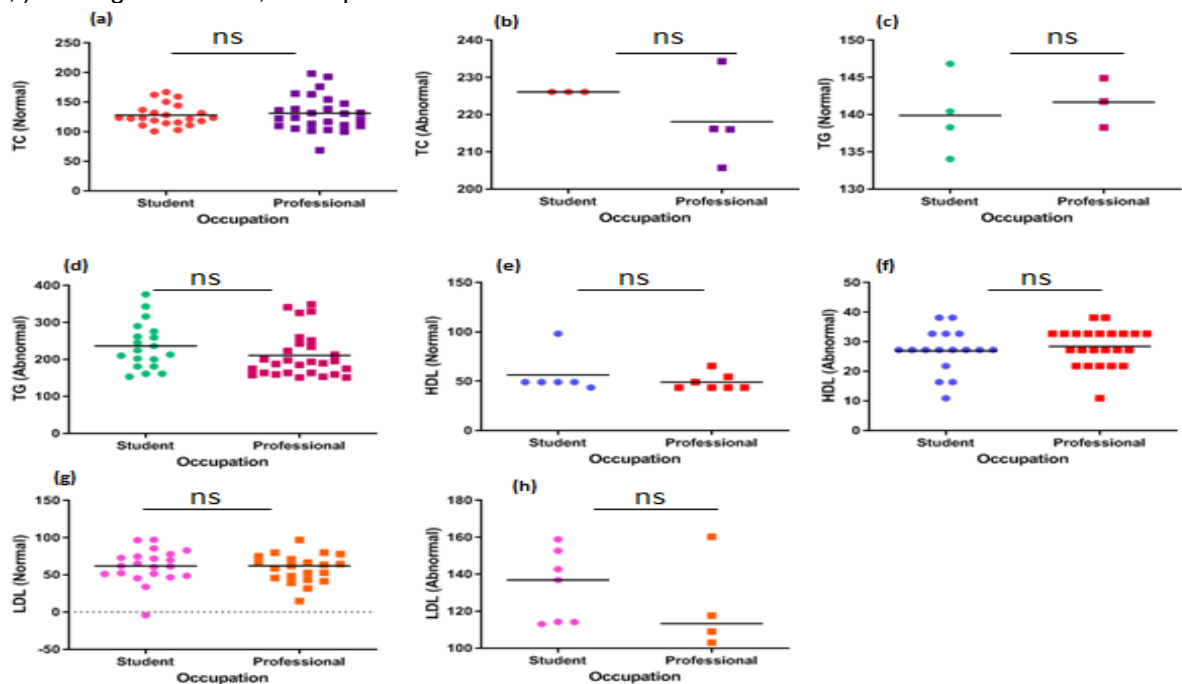 (a)
ns
TC (Normal)
250
200
150
100
50
0
Student
Professional
Occupation
(b)
ns
TC (Abnormal)
240
230
220
210
200
Student
Professional
Occupation
(c)
ns
TG (Normal)
150
145
140
135
130
Student
Professional
Occupation
(d)
ns
TG (Abnormal)
400
300
200
100
0
Student
Professional
Occupation
(e)
ns
HDL (Normal)
150
100
50
0
Student
Professional
Occupation
(f)
ns
HDL (Abnormal)
50
40
30
20
10
0
Student
Professional
Occupation
(g)
ns
LDL (Normal)
150
100
50
0
-50
Student
Professional
Occupation
(h)
ns
LDL (Abnormal)
180
160
140
120
100
Student
Professional
Occupation